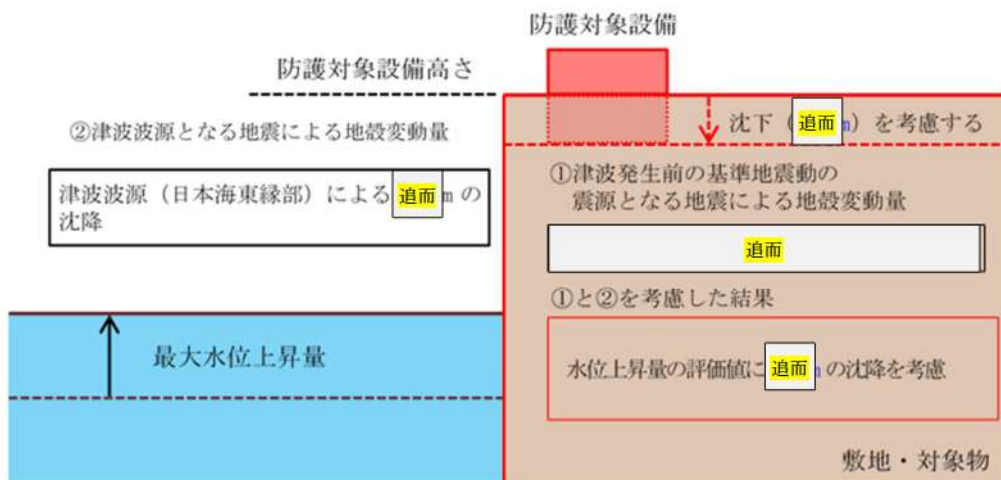 防護対象設備
防護対象設備高さ
②津波波源となる地震による地殻変動量
沈下（追而m）を考慮する
津波波源（日本海東縁部）による追而mの
沈降
①津波発生前の基準地震動の
震源となる地震による地殻変動量
追而
①と②を考慮した結果
最大水位上昇量
水位上昇量の評価値に追而mの沈降を考慮
敷地・対象物